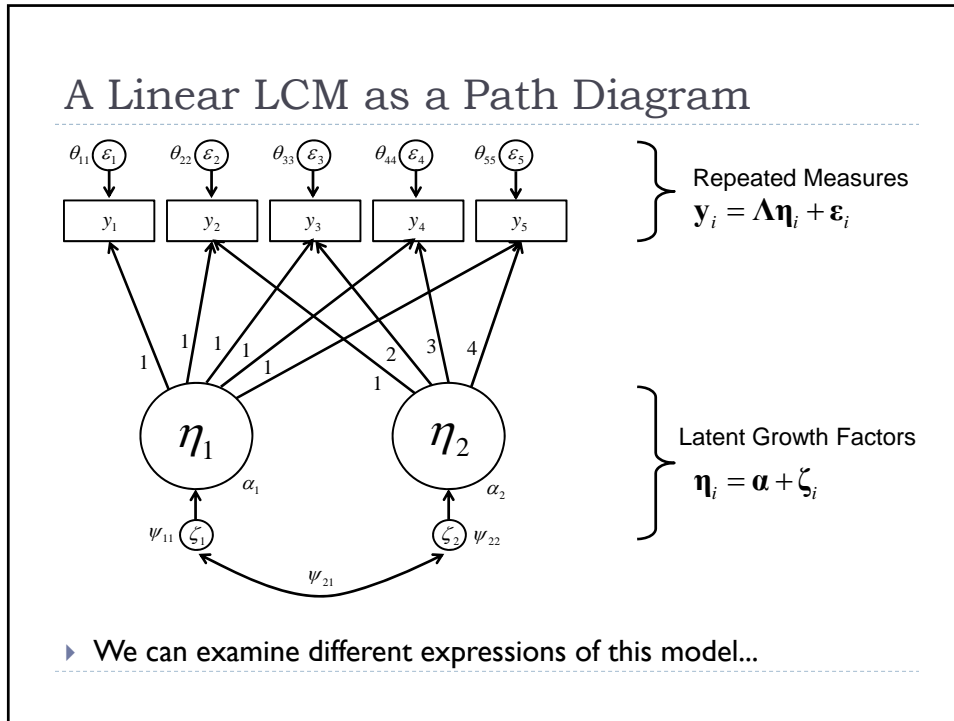 A Linear LCM as a Path Diagram
θ₁₁ ε₁ θ₂₂ ε₂ θ₃₃ ε₃ θ₄₄ ε₄ θ₅₅ ε₅
Repeated Measures
y₁ y₂ y₃ y₄ y₅
𝐲ᵢ = 𝚲𝛈ᵢ + 𝛆ᵢ
1 1 1 1 1 1 2 3 4
η₁ η₂
Latent Growth Factors
α₁ α₂
𝛈ᵢ = 𝛂 + 𝛇ᵢ
ψ₁₁ ζ₁ ζ₂ ψ₂₂
ψ₂₁
We can examine different expressions of this model...